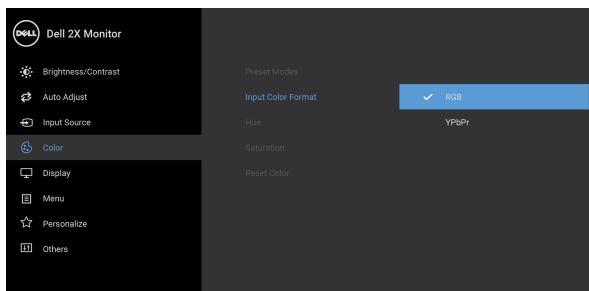 DELL Dell 2X Monitor
Brightness/Contrast
Auto Adjust
Input Source
Color
Display
Menu
Personalize
Others
Preset Modes
Input Color Format
Hue
Saturation
Reset Color
RGB
YPbPr